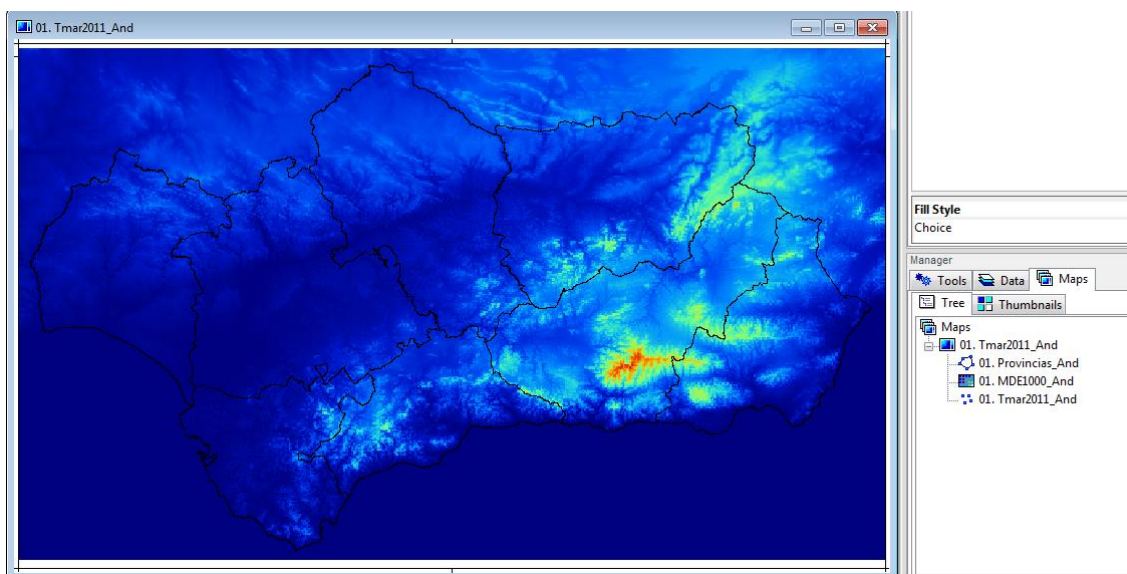 01. Tmar2011_And
Fill Style
Choice
Manager
Tools Data Maps
Tree Thumbnails
Maps
01. Tmar2011_And
01. Provincias_And
01. MDE1000_And
01. Tmar2011_And